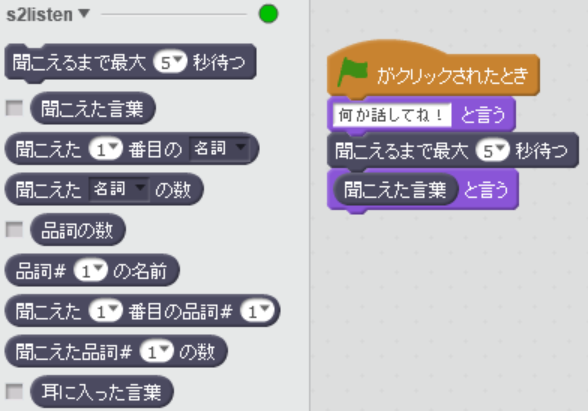 s2listen ▼
聞こえるまで最大 5 秒待つ
聞こえた言葉
聞こえた 1 番目の 名詞
聞こえた 名詞 の数
品詞の数
品詞# 1 の名前
聞こえた 1 番目の品詞# 1
聞こえた品詞# 1 の数
耳に入った言葉
がクリックされたとき
何か話してね! と言う
聞こえるまで最大 5 秒待つ
聞こえた言葉 と言う